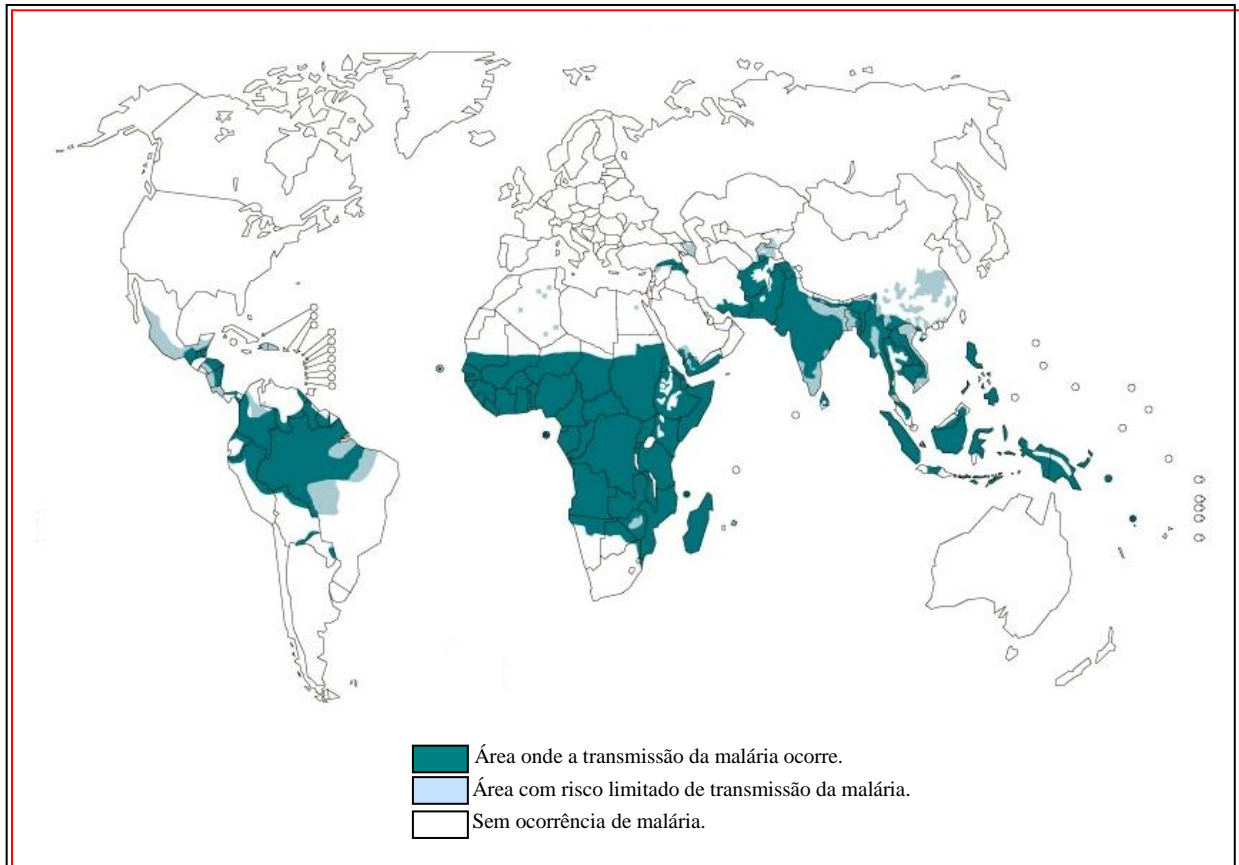 Área onde a transmissão da malária ocorre.
Área com risco limitado de transmissão da malária.
Sem ocorrência de malária.